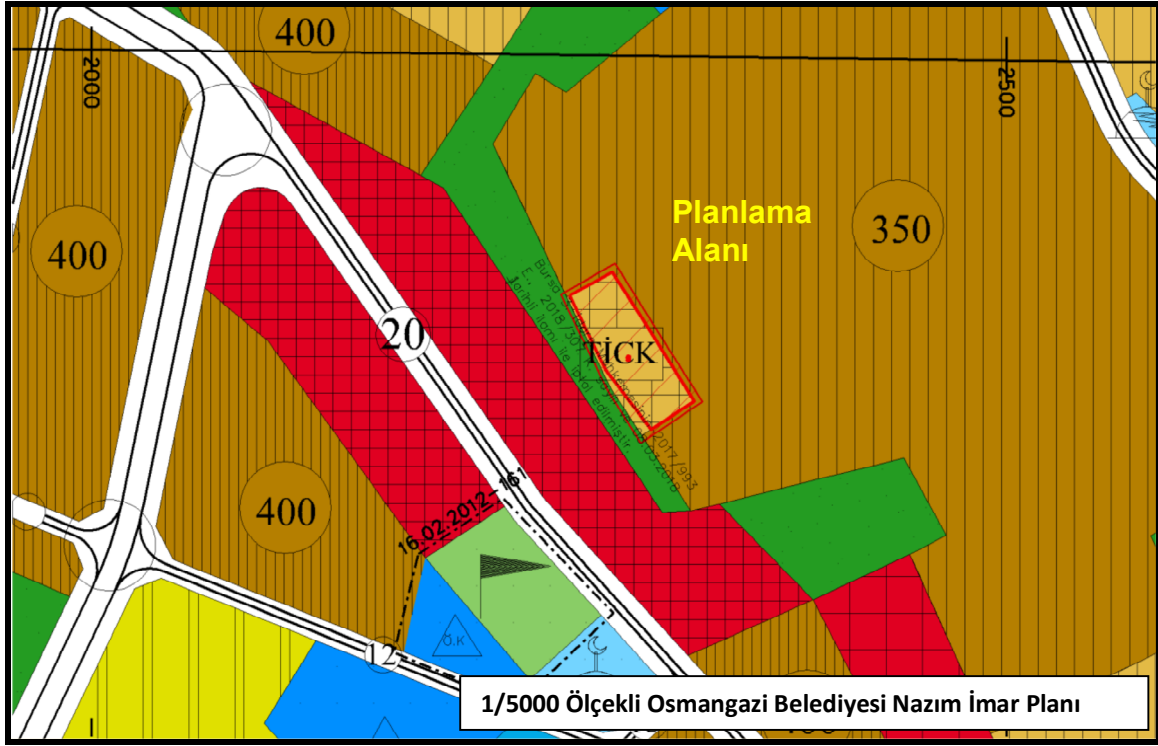 400
2000
2500
Planlama
Alanı
350
400
20
TİCK
400
16.02.2012-161
Ö.K
12
1/5000 Ölçekli Osmangazi Belediyesi Nazım İmar Planı